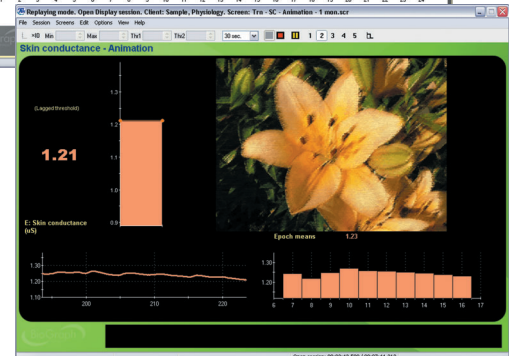 Replaying mode. Open Display session. Client: Sample, Physiology. Screen: Trn - SC - Animation - 1 mon.scr
File Session Screens Edit Options View Help
×10 Min Max Thr1 Thr2 30 sec. 1 2 3 4 5
Skin conductance - Animation
(Lagged threshold)
1.21
1.3
1.2
1.1
1.0
0.9
E: Skin conductance
(uS)
Epoch means 1.23
1.30
1.20
1.10
200 210 220
1.30
1.20
6 7 8 9 10 11 12 13 14 15 16 17